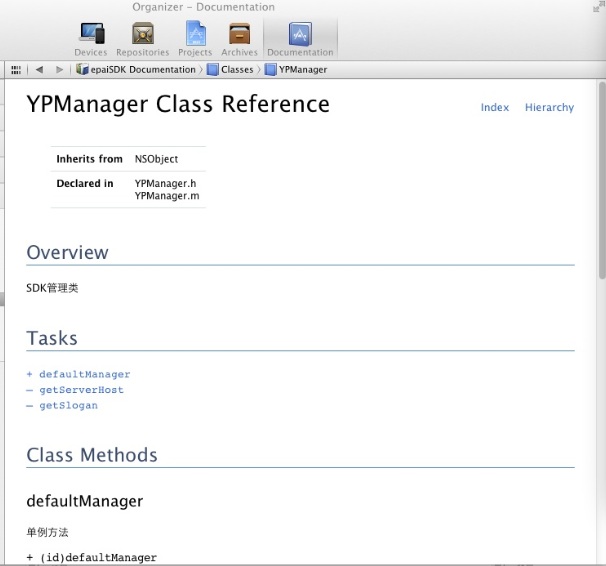 Organizer - Documentation
Devices Repositories Projects Archives Documentation
epaiSDK Documentation Classes YPManager
YPManager Class Reference
Index Hierarchy
Inherits from NSObject
Declared in YPManager.h
YPManager.m
Overview
SDK管理类
Tasks
+ defaultManager
– getServerHost
– getSlogan
Class Methods
defaultManager
单例方法
+ (id)defaultManager